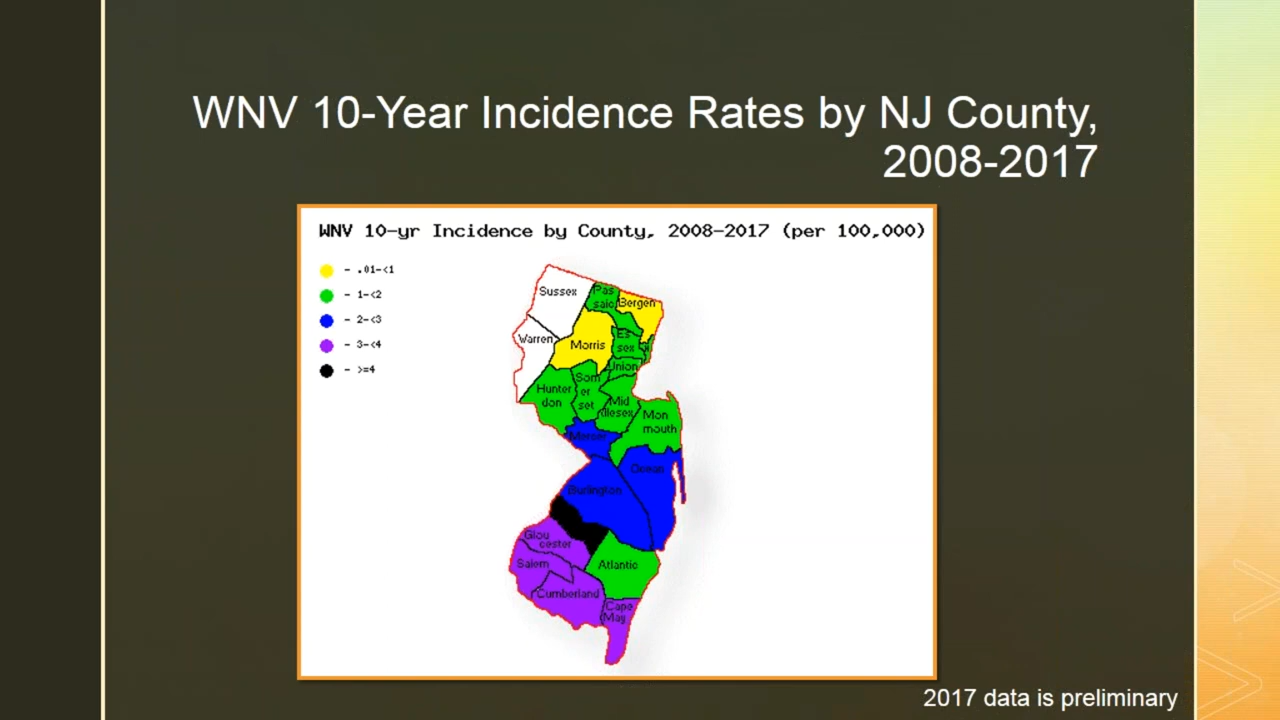 WNV 10-Year Incidence Rates by NJ County,
2008-2017
WNV 10-yr Incidence by County, 2008-2017 (per 100,000)
- .01-<1
- 1-<2
- 2-<3
- 3-<4
- >=4
Sussex
Pas
saic
Bergen
Warren
Morris
Es
sex
Union
Hunter
don
Som
er
set
Mid
dlesex
Mon
mouth
Mercer
Ocean
Burlington
Glou
cester
Salem
Atlantic
Cumberland
Cape
May
2017 data is preliminary